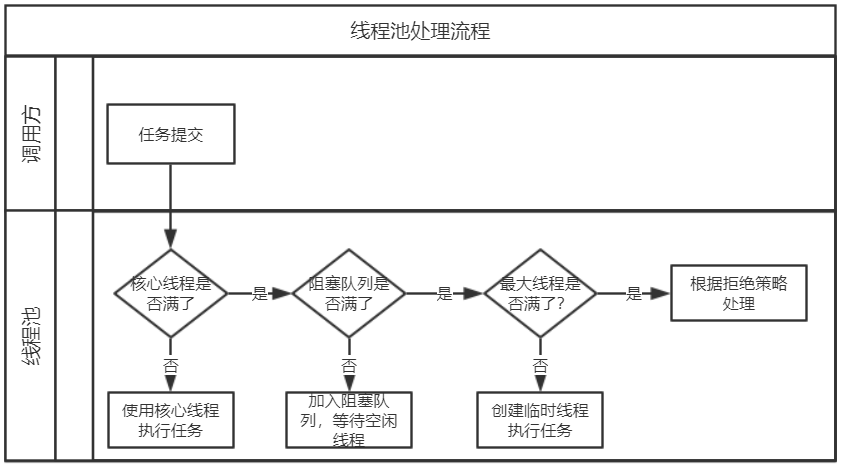 线程池处理流程
调用方
任务提交
线程池
核心线程是
否满了
是
阻塞队列是
否满了
是
最大线程是
否满了？
是
根据拒绝策略
处理
否
否
否
使用核心线程
执行任务
加入阻塞队
列，等待空闲
线程
创建临时线程
执行任务